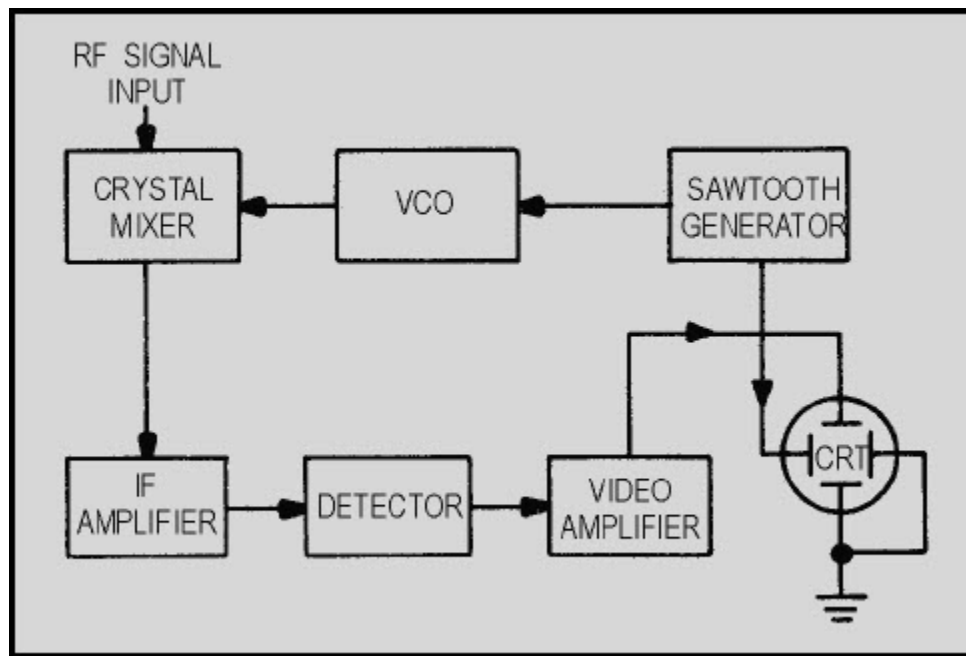 RF SIGNAL
INPUT
CRYSTAL
MIXER
VCO
SAWTOOTH
GENERATOR
IF
AMPLIFIER
DETECTOR
VIDEO
AMPLIFIER
CRT